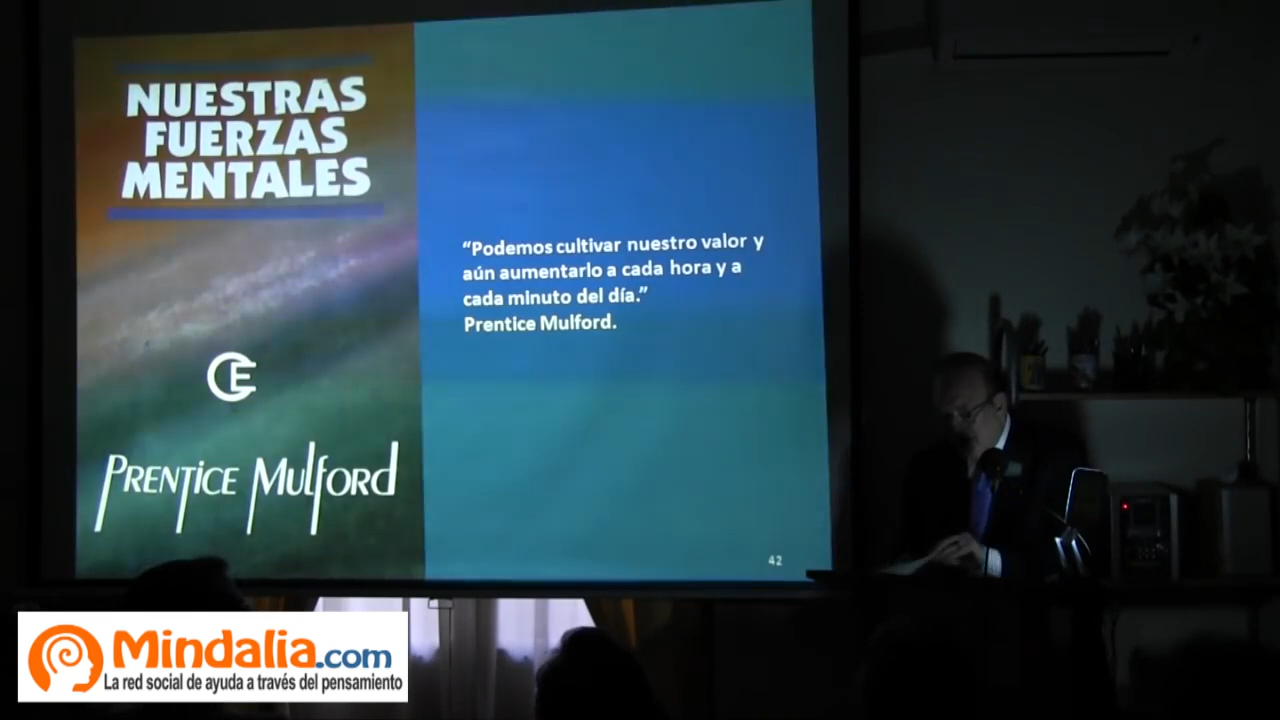 NUESTRAS
FUERZAS
MENTALES
CE
PRENTICE MULFORD
“Podemos cultivar nuestro valor y
aún aumentarlo a cada hora y a
cada minuto del día.”
Prentice Mulford.
42
Mindalia.com
La red social de ayuda a través del pensamiento